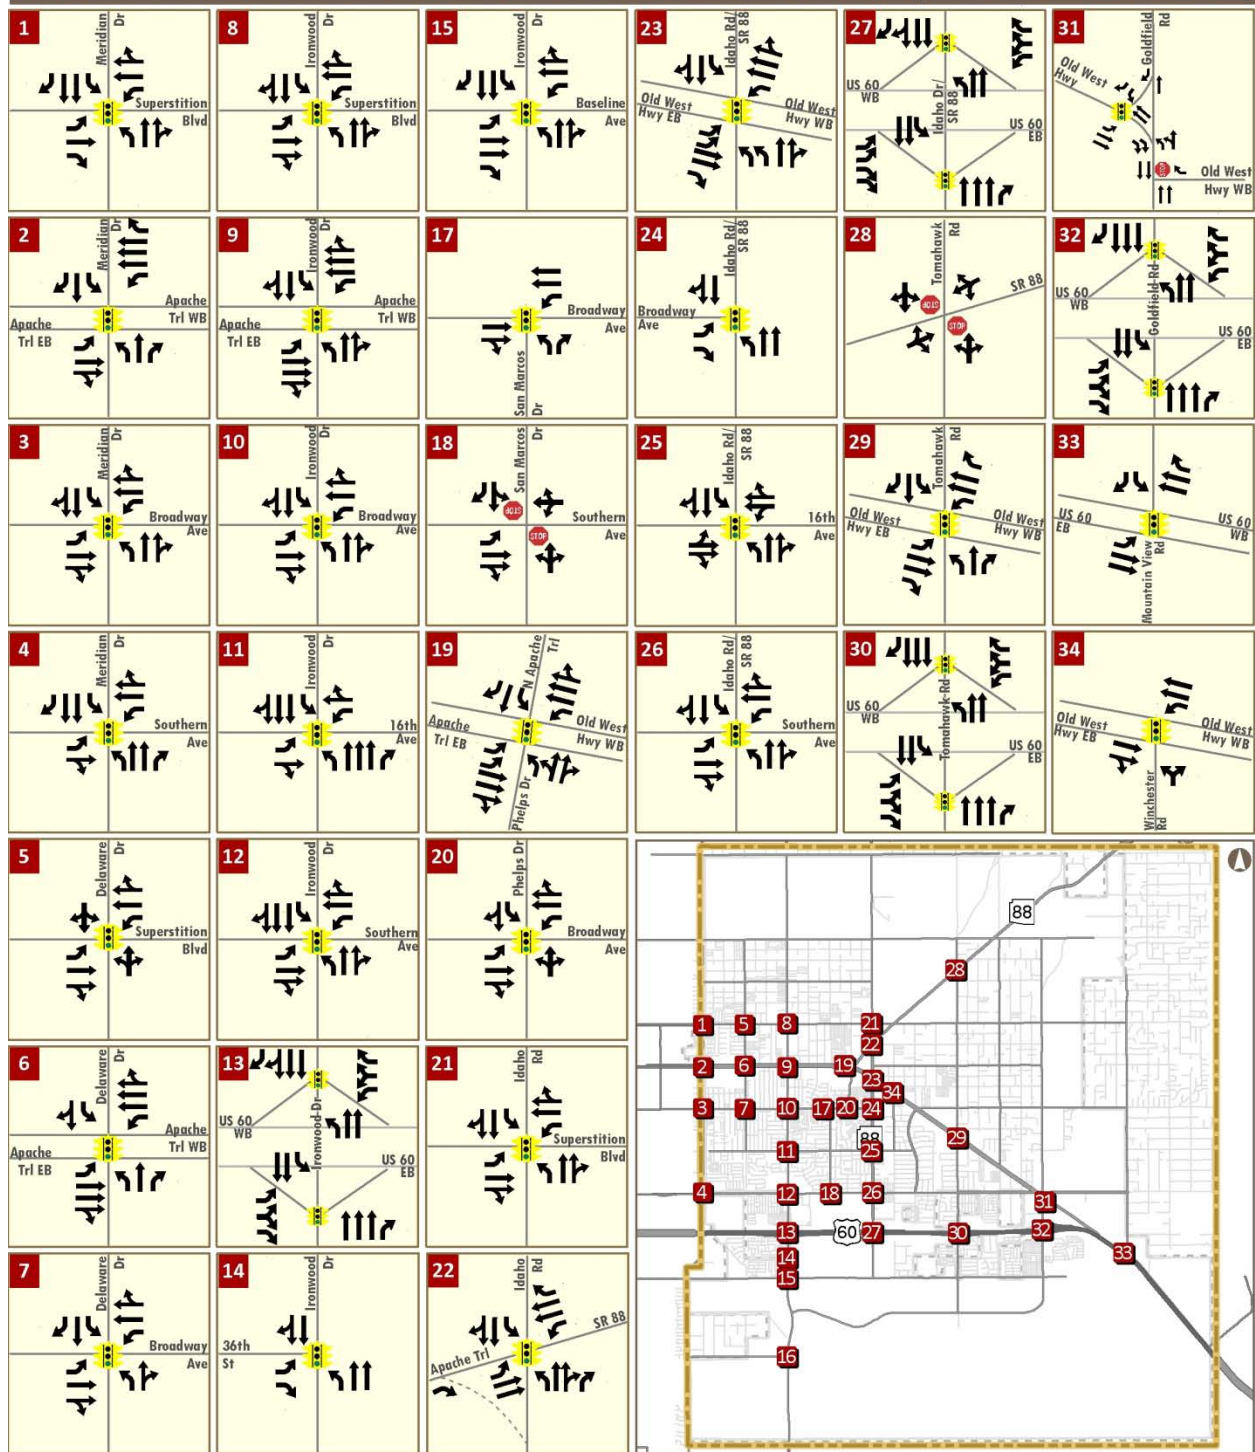 1
Meridian
Dr
Superstition
Blvd
8
Ironwood
Dr
Superstition
Blvd
15
Ironwood
Dr
Baseline
Ave
23
Idaho Rd/
SR 88
Old West
Hwy EB
Old West
Hwy WB
27
US 60
WB
Idaho Dr/
SR 88
US 60
EB
31
Goldfield
Rd
Old West
Hwy
STOP
Old West
Hwy WB
2
Meridian
Dr
Apache
Trl WB
Apache
Trl EB
9
Ironwood
Dr
Apache
Trl WB
Apache
Trl EB
17
Broadway
Ave
San Marcos
Dr
24
Idaho Rd/
SR 88
Broadway
Ave
28
Tomahawk
Rd
SR 88
STOP
STOP
32
US 60
WB
Goldfield Rd
US 60
EB
3
Meridian
Dr
Broadway
Ave
10
Ironwood
Dr
Broadway
Ave
18
San Marcos
Dr
STOP
Southern
Ave
STOP
25
Idaho Rd/
SR 88
16th
Ave
29
Tomahawk
Rd
Old West
Hwy EB
Old West
Hwy WB
33
US 60
EB
US 60
WB
Mountain View
Rd
4
Meridian
Dr
Southern
Ave
11
Ironwood
Dr
16th
Ave
19
N Apache
Trl
Apache
Trl EB
Old West
Hwy WB
Phelps Dr
26
Idaho Rd/
SR 88
Southern
Ave
30
US 60
WB
Tomahawk Rd
US 60
EB
34
Old West
Hwy EB
Old West
Hwy WB
Winchester
Rd
5
Delaware
Dr
Superstition
Blvd
12
Ironwood
Dr
Southern
Ave
20
Phelps Dr
Broadway
Ave
6
Delaware
Dr
Apache
Trl WB
Apache
Trl EB
13
US 60
WB
Ironwood Dr
US 60
EB
21
Idaho
Rd
Superstition
Blvd
7
Delaware
Dr
Broadway
Ave
14
Ironwood
Dr
36th
St
22
Idaho
Rd
SR 88
Apache Trl
88
28
1 5 8 21
22
2 6 9 19
23
34
3 7 10 17 20 24
88
29
11 25
4 12 18 26
31
13 60 27 30 32
14
33
15
16